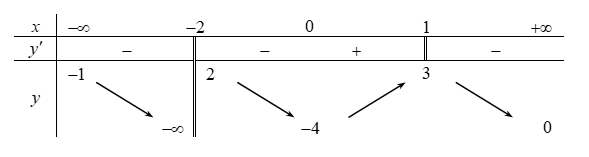 x −∞ −2 0 1 +∞
y′ − − + −
−1 2 3
y
−∞ −4 0